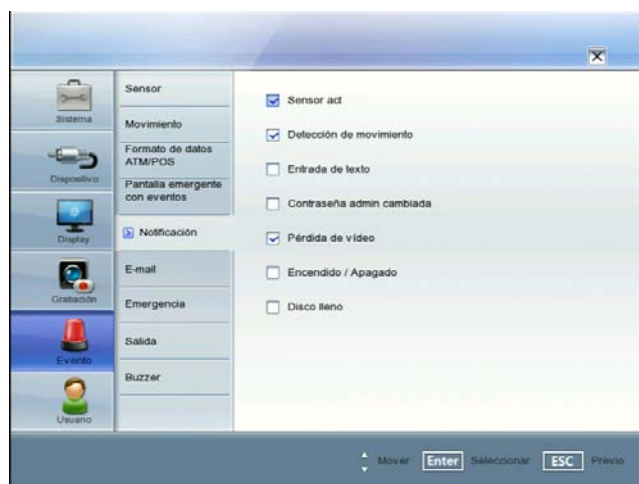 Sistema
Dispositivo
Display
Grabación
Evento
Usuario
Sensor
Movimiento
Formato de datos
ATM/POS
Pantalla emergente
con eventos
Notificación
E-mail
Emergencia
Salida
Buzzer
Sensor act
Detección de movimiento
Entrada de texto
Contraseña admin cambiada
Pérdida de vídeo
Encendido / Apagado
Disco lleno
Mover Enter Seleccionar ESC Previo